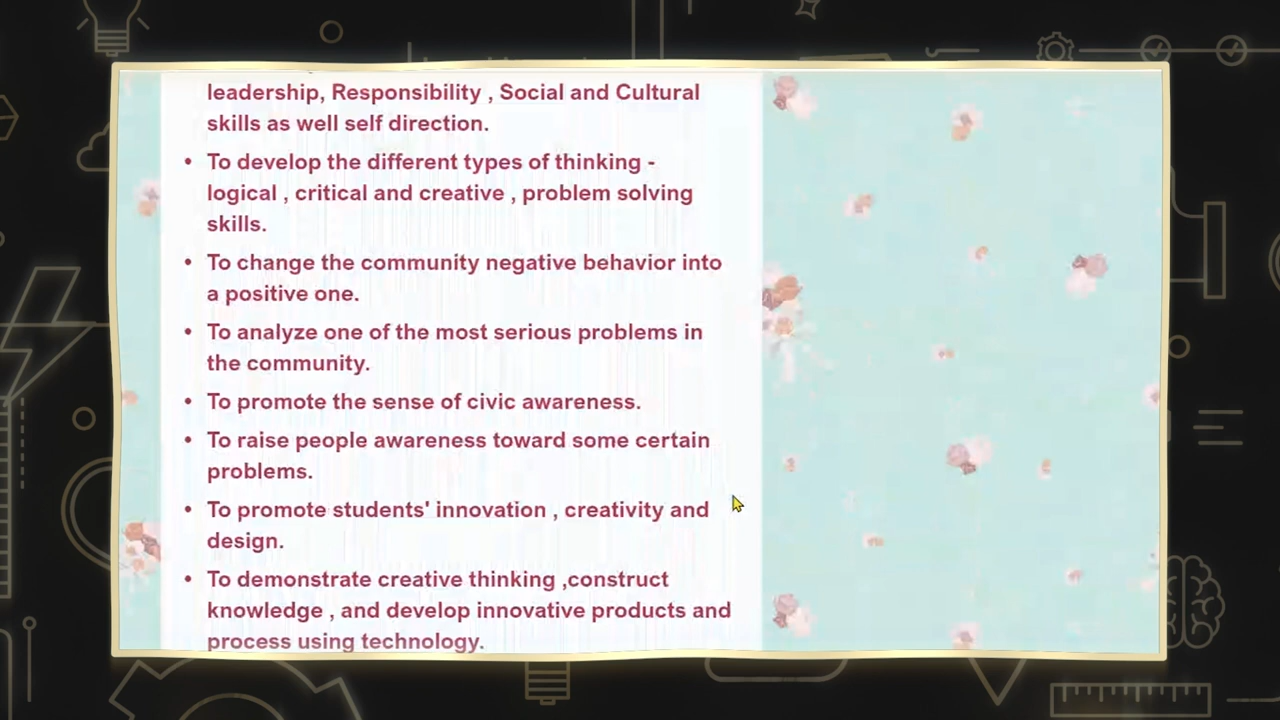 leadership, Responsibility , Social and Cultural
skills as well self direction.
• To develop the different types of thinking -
logical , critical and creative , problem solving
skills.
• To change the community negative behavior into
a positive one.
• To analyze one of the most serious problems in
the community.
• To promote the sense of civic awareness.
• To raise people awareness toward some certain
problems.
• To promote students' innovation , creativity and
design.
• To demonstrate creative thinking ,construct
knowledge , and develop innovative products and
process using technology.